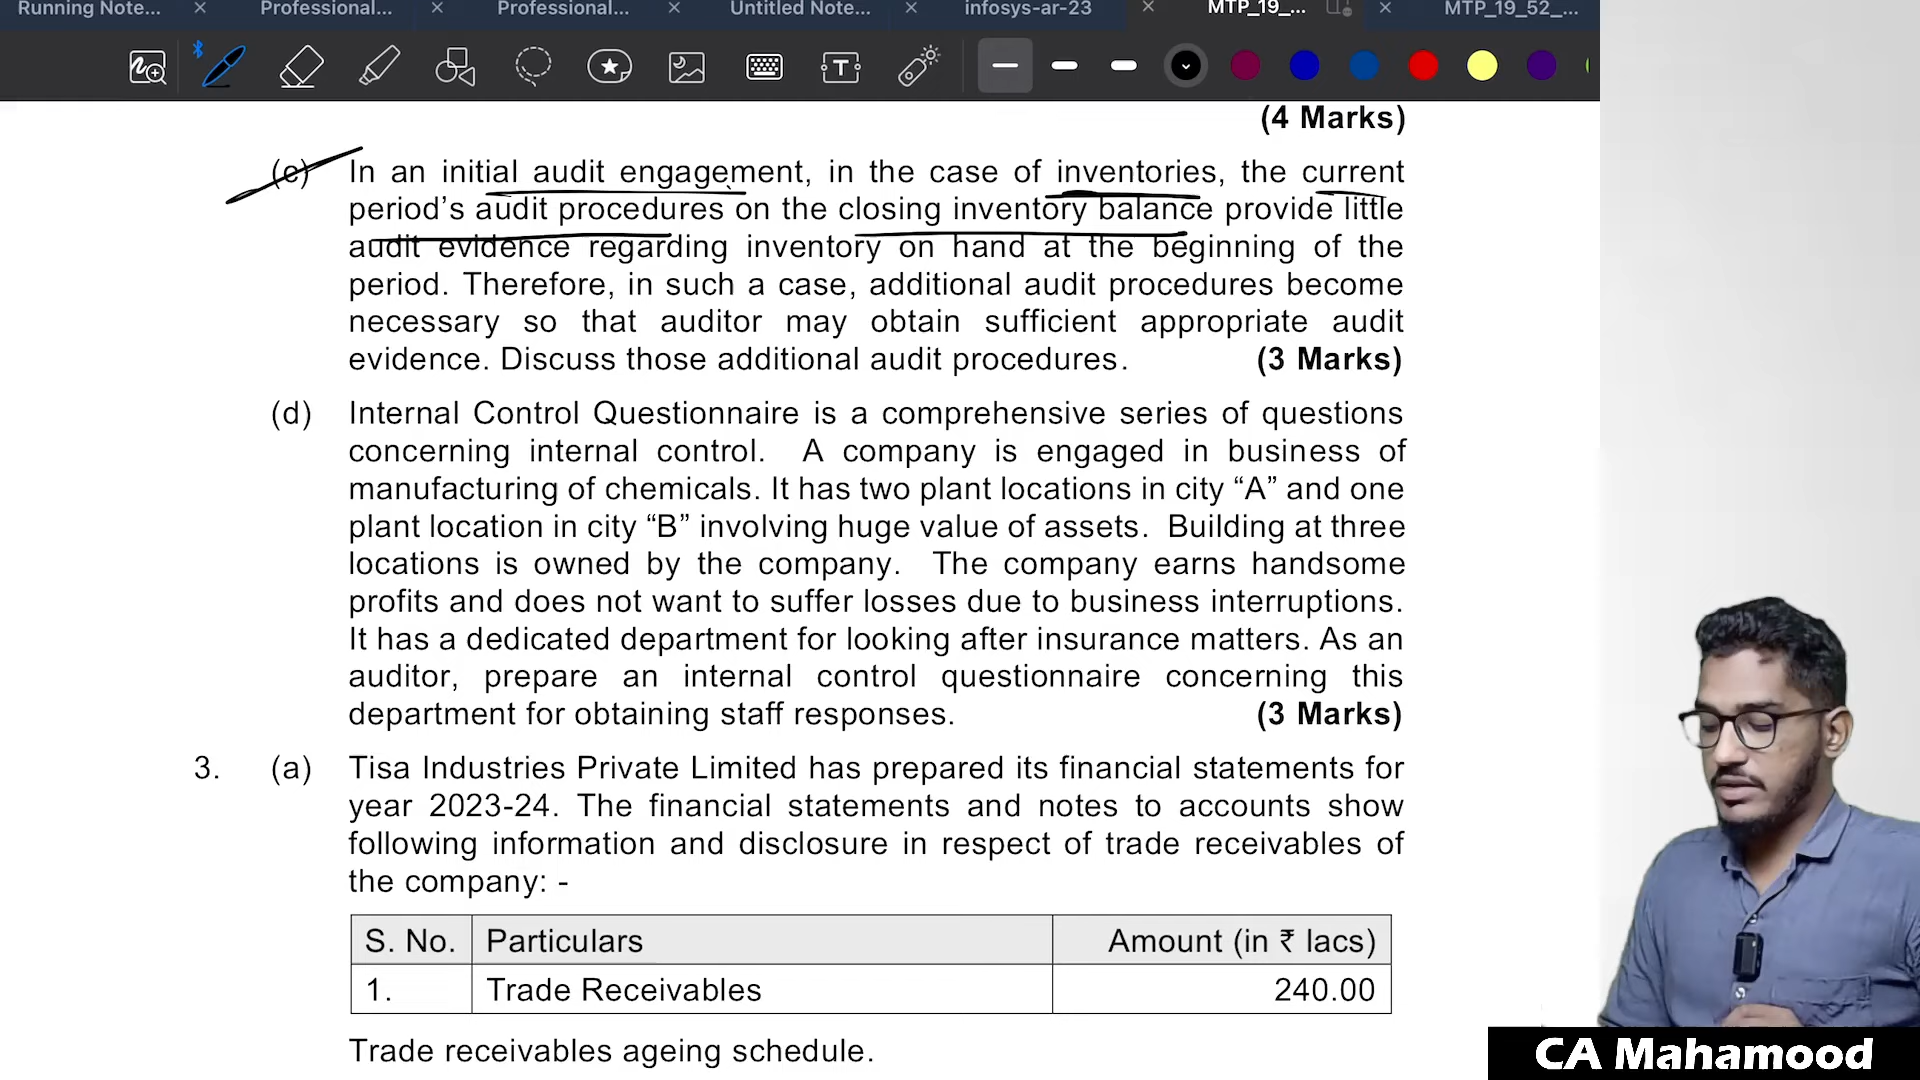 Running Note... Professional... Professional... Untitled Note... infosys-ar-23 MTP_19_... MTP_19_52_...
(4 Marks)
(c) In an initial audit engagement, in the case of inventories, the current
period’s audit procedures on the closing inventory balance provide little
audit evidence regarding inventory on hand at the beginning of the
period. Therefore, in such a case, additional audit procedures become
necessary so that auditor may obtain sufficient appropriate audit
evidence. Discuss those additional audit procedures. (3 Marks)
(d) Internal Control Questionnaire is a comprehensive series of questions
concerning internal control. A company is engaged in business of
manufacturing of chemicals. It has two plant locations in city “A” and one
plant location in city “B” involving huge value of assets. Building at three
locations is owned by the company. The company earns handsome
profits and does not want to suffer losses due to business interruptions.
It has a dedicated department for looking after insurance matters. As an
auditor, prepare an internal control questionnaire concerning this
department for obtaining staff responses. (3 Marks)
3. (a) Tisa Industries Private Limited has prepared its financial statements for
year 2023-24. The financial statements and notes to accounts show
following information and disclosure in respect of trade receivables of
the company: -
S. No. Particulars Amount (in ₹ lacs)
1. Trade Receivables 240.00
Trade receivables ageing schedule.
CA Mahamood